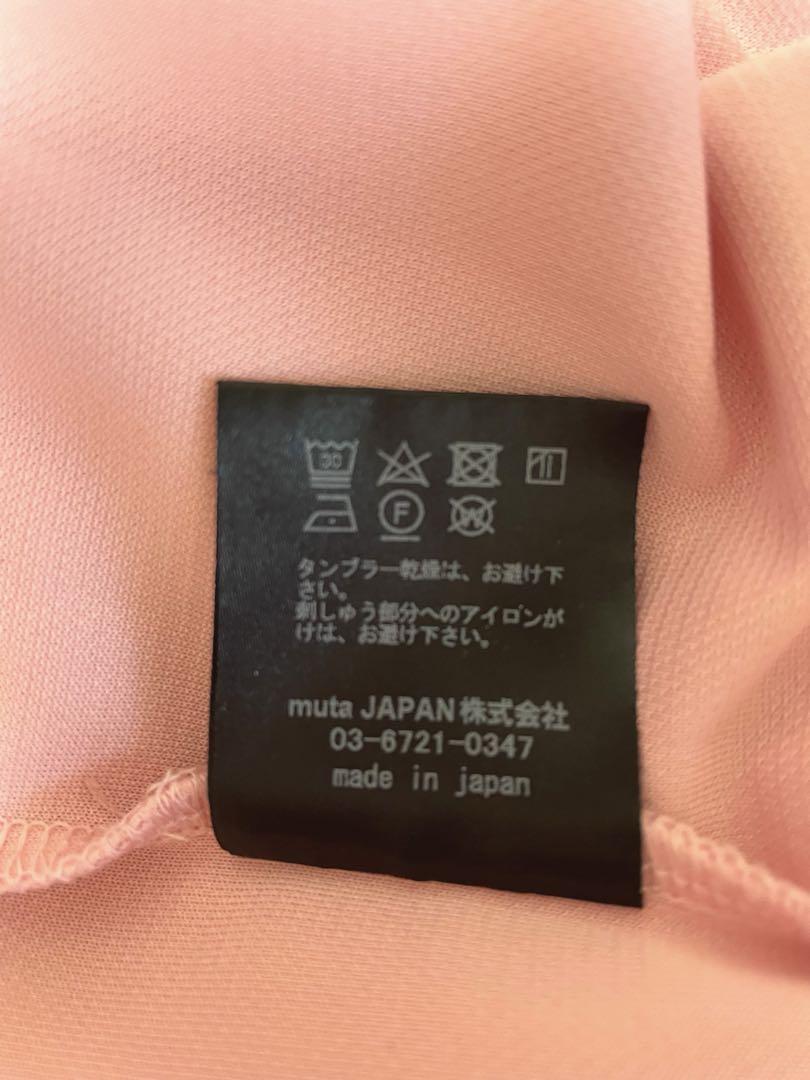 30
F
W
タンブラー乾燥は、お避け下
さい。
刺しゅう部分へのアイロンが
けは、お避け下さい。
muta JAPAN株式会社
03-6721-0347
made in japan